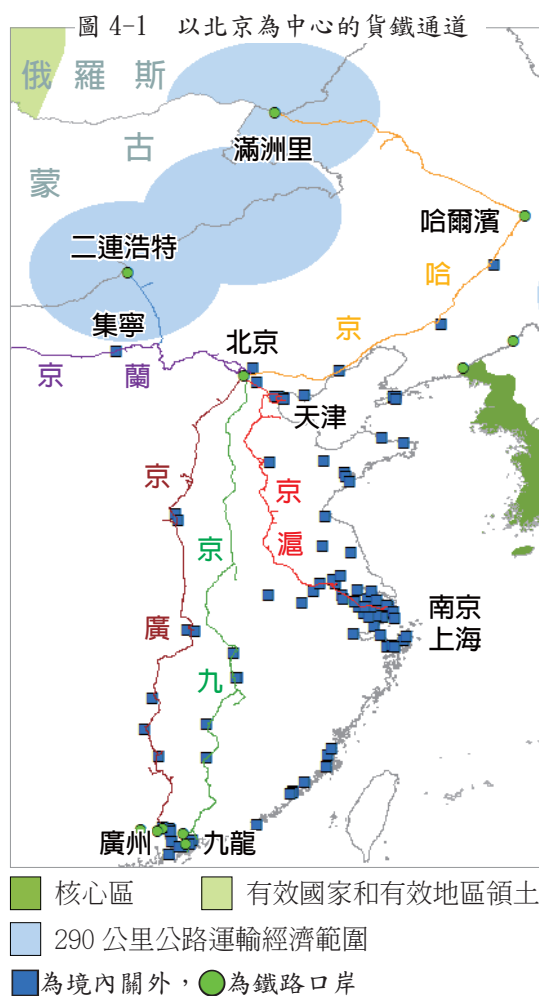 圖 4-1 以北京為中心的貨鐵通道
俄羅斯
滿洲里
蒙古
哈爾濱
二連浩特
哈
集寧
京
北京
京蘭
天津
京
京
京
滬
廣
九
南京
上海
廣州
九龍
核心區
有效國家和有效地區領土
290 公里公路運輸經濟範圍
為境內關外，
為鐵路口岸